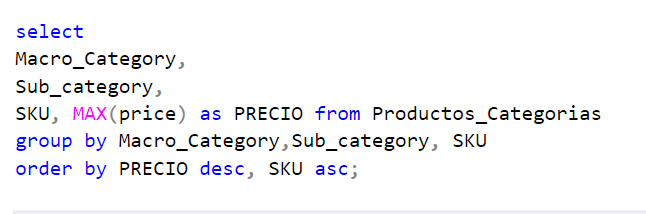 select
Macro_Category,
Sub_category,
SKU, MAX(price) as PRECIO from Productos_Categorias
group by Macro_Category,Sub_category, SKU
order by PRECIO desc, SKU asc;